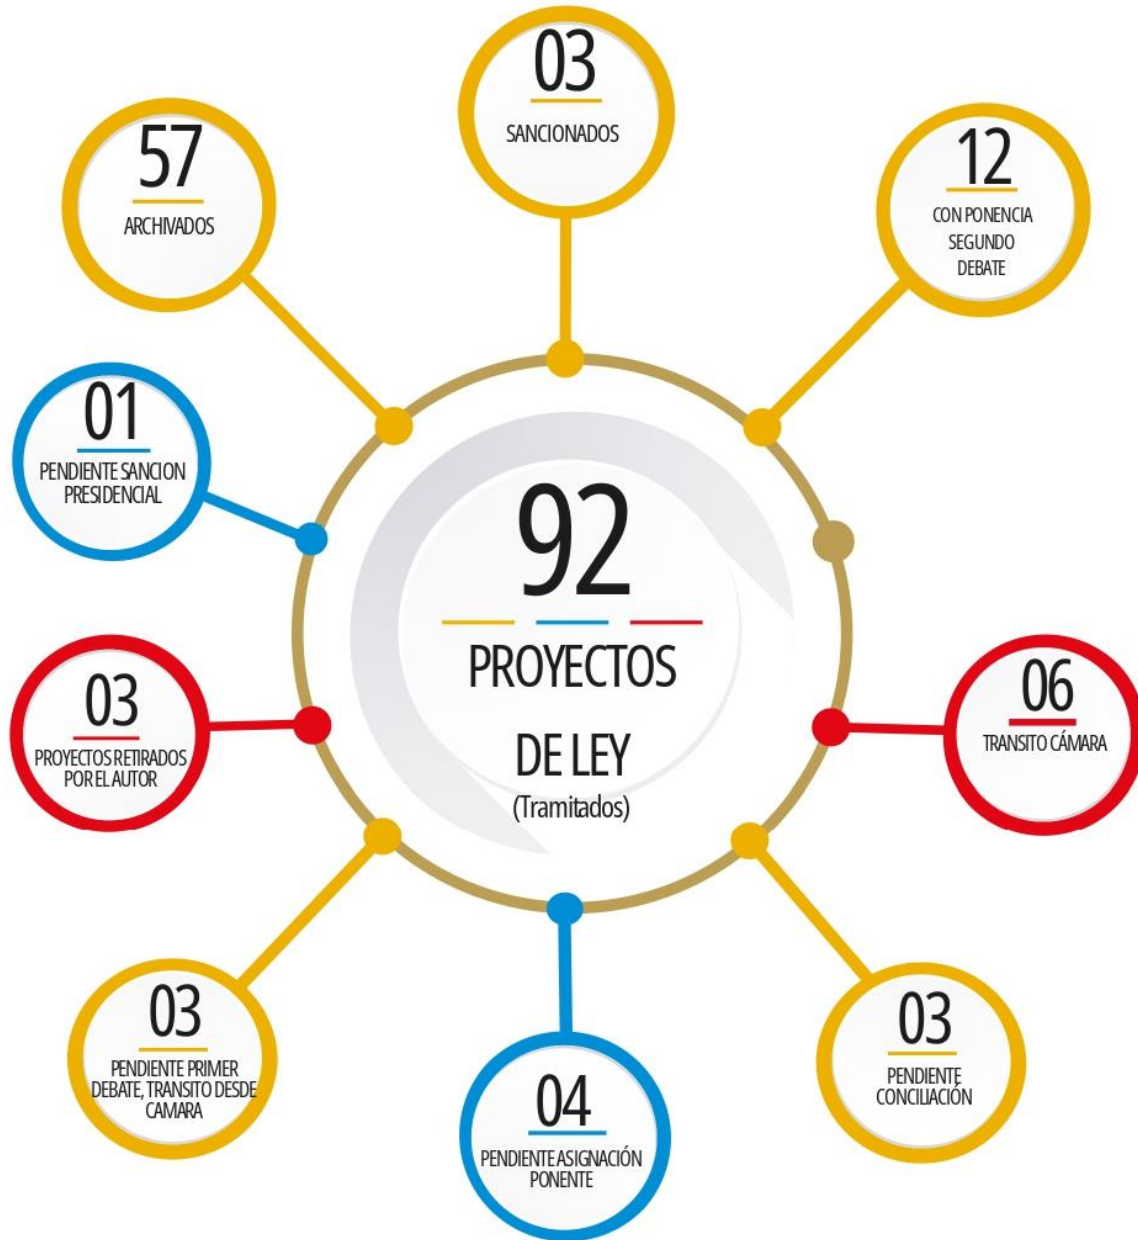 03
SANCIONADOS
57
ARCHIVADOS
12
CON PONENCIA
SEGUNDO
DEBATE
01
PENDIENTE SANCION
PRESIDENCIAL
92
PROYECTOS
DE LEY
(Tramitados)
03
PROYECTOS RETIRADOS
POR EL AUTOR
06
TRANSITO CÁMARA
03
PENDIENTE PRIMER
DEBATE, TRANSITO DESDE
CAMARA
04
PENDIENTE ASIGNACIÓN
PONENTE
03
PENDIENTE
CONCILIACIÓN